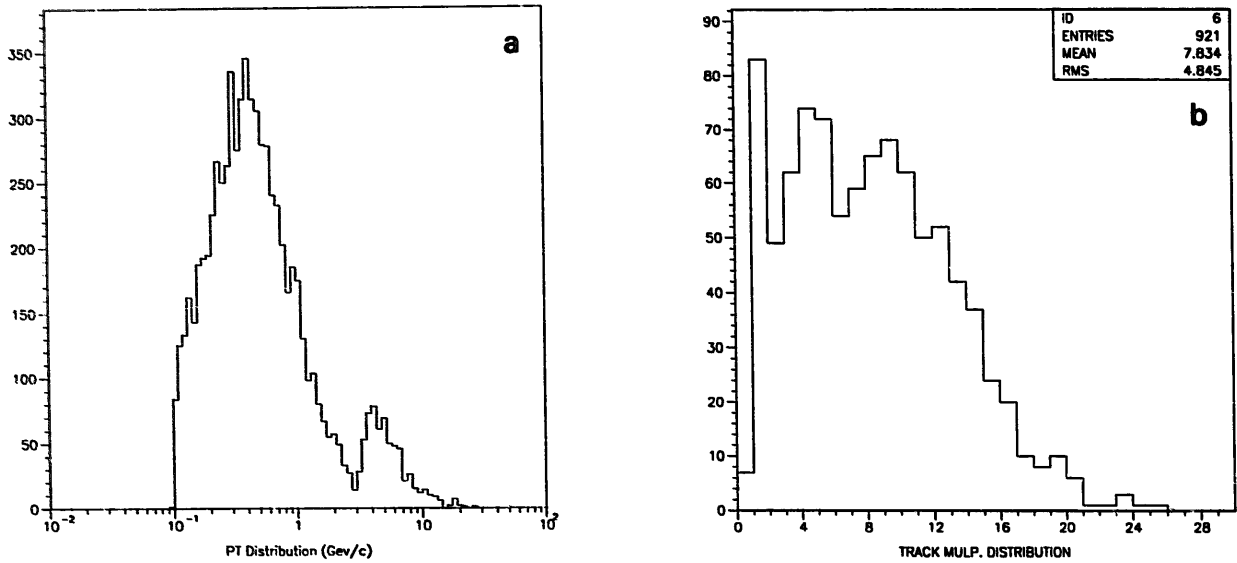 a
350
300
250
200
150
100
50
0
10⁻² 10⁻¹ 1 10 10²
PT Distribution (Gev/c)
ID 6
ENTRIES 921
MEAN 7.834
RMS 4.845
b
90
80
70
60
50
40
30
20
10
0
0 4 8 12 16 20 24 28
TRACK MULP. DISTRIBUTION